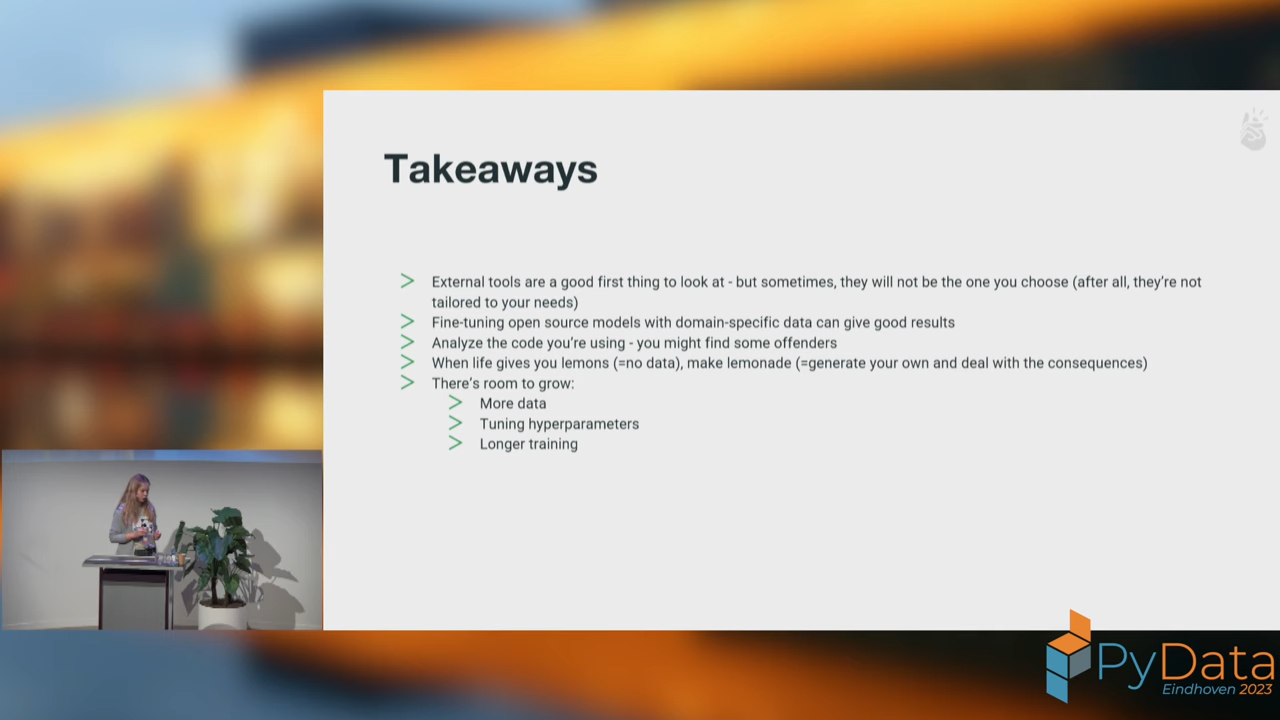 Takeaways
External tools are a good first thing to look at - but sometimes, they will not be the one you choose (after all, they're not
tailored to your needs)
Fine-tuning open source models with domain-specific data can give good results
Analyze the code you're using - you might find some offenders
When life gives you lemons (=no data), make lemonade (=generate your own and deal with the consequences)
There's room to grow:
More data
Tuning hyperparameters
Longer training
PyData
Eindhoven 2023